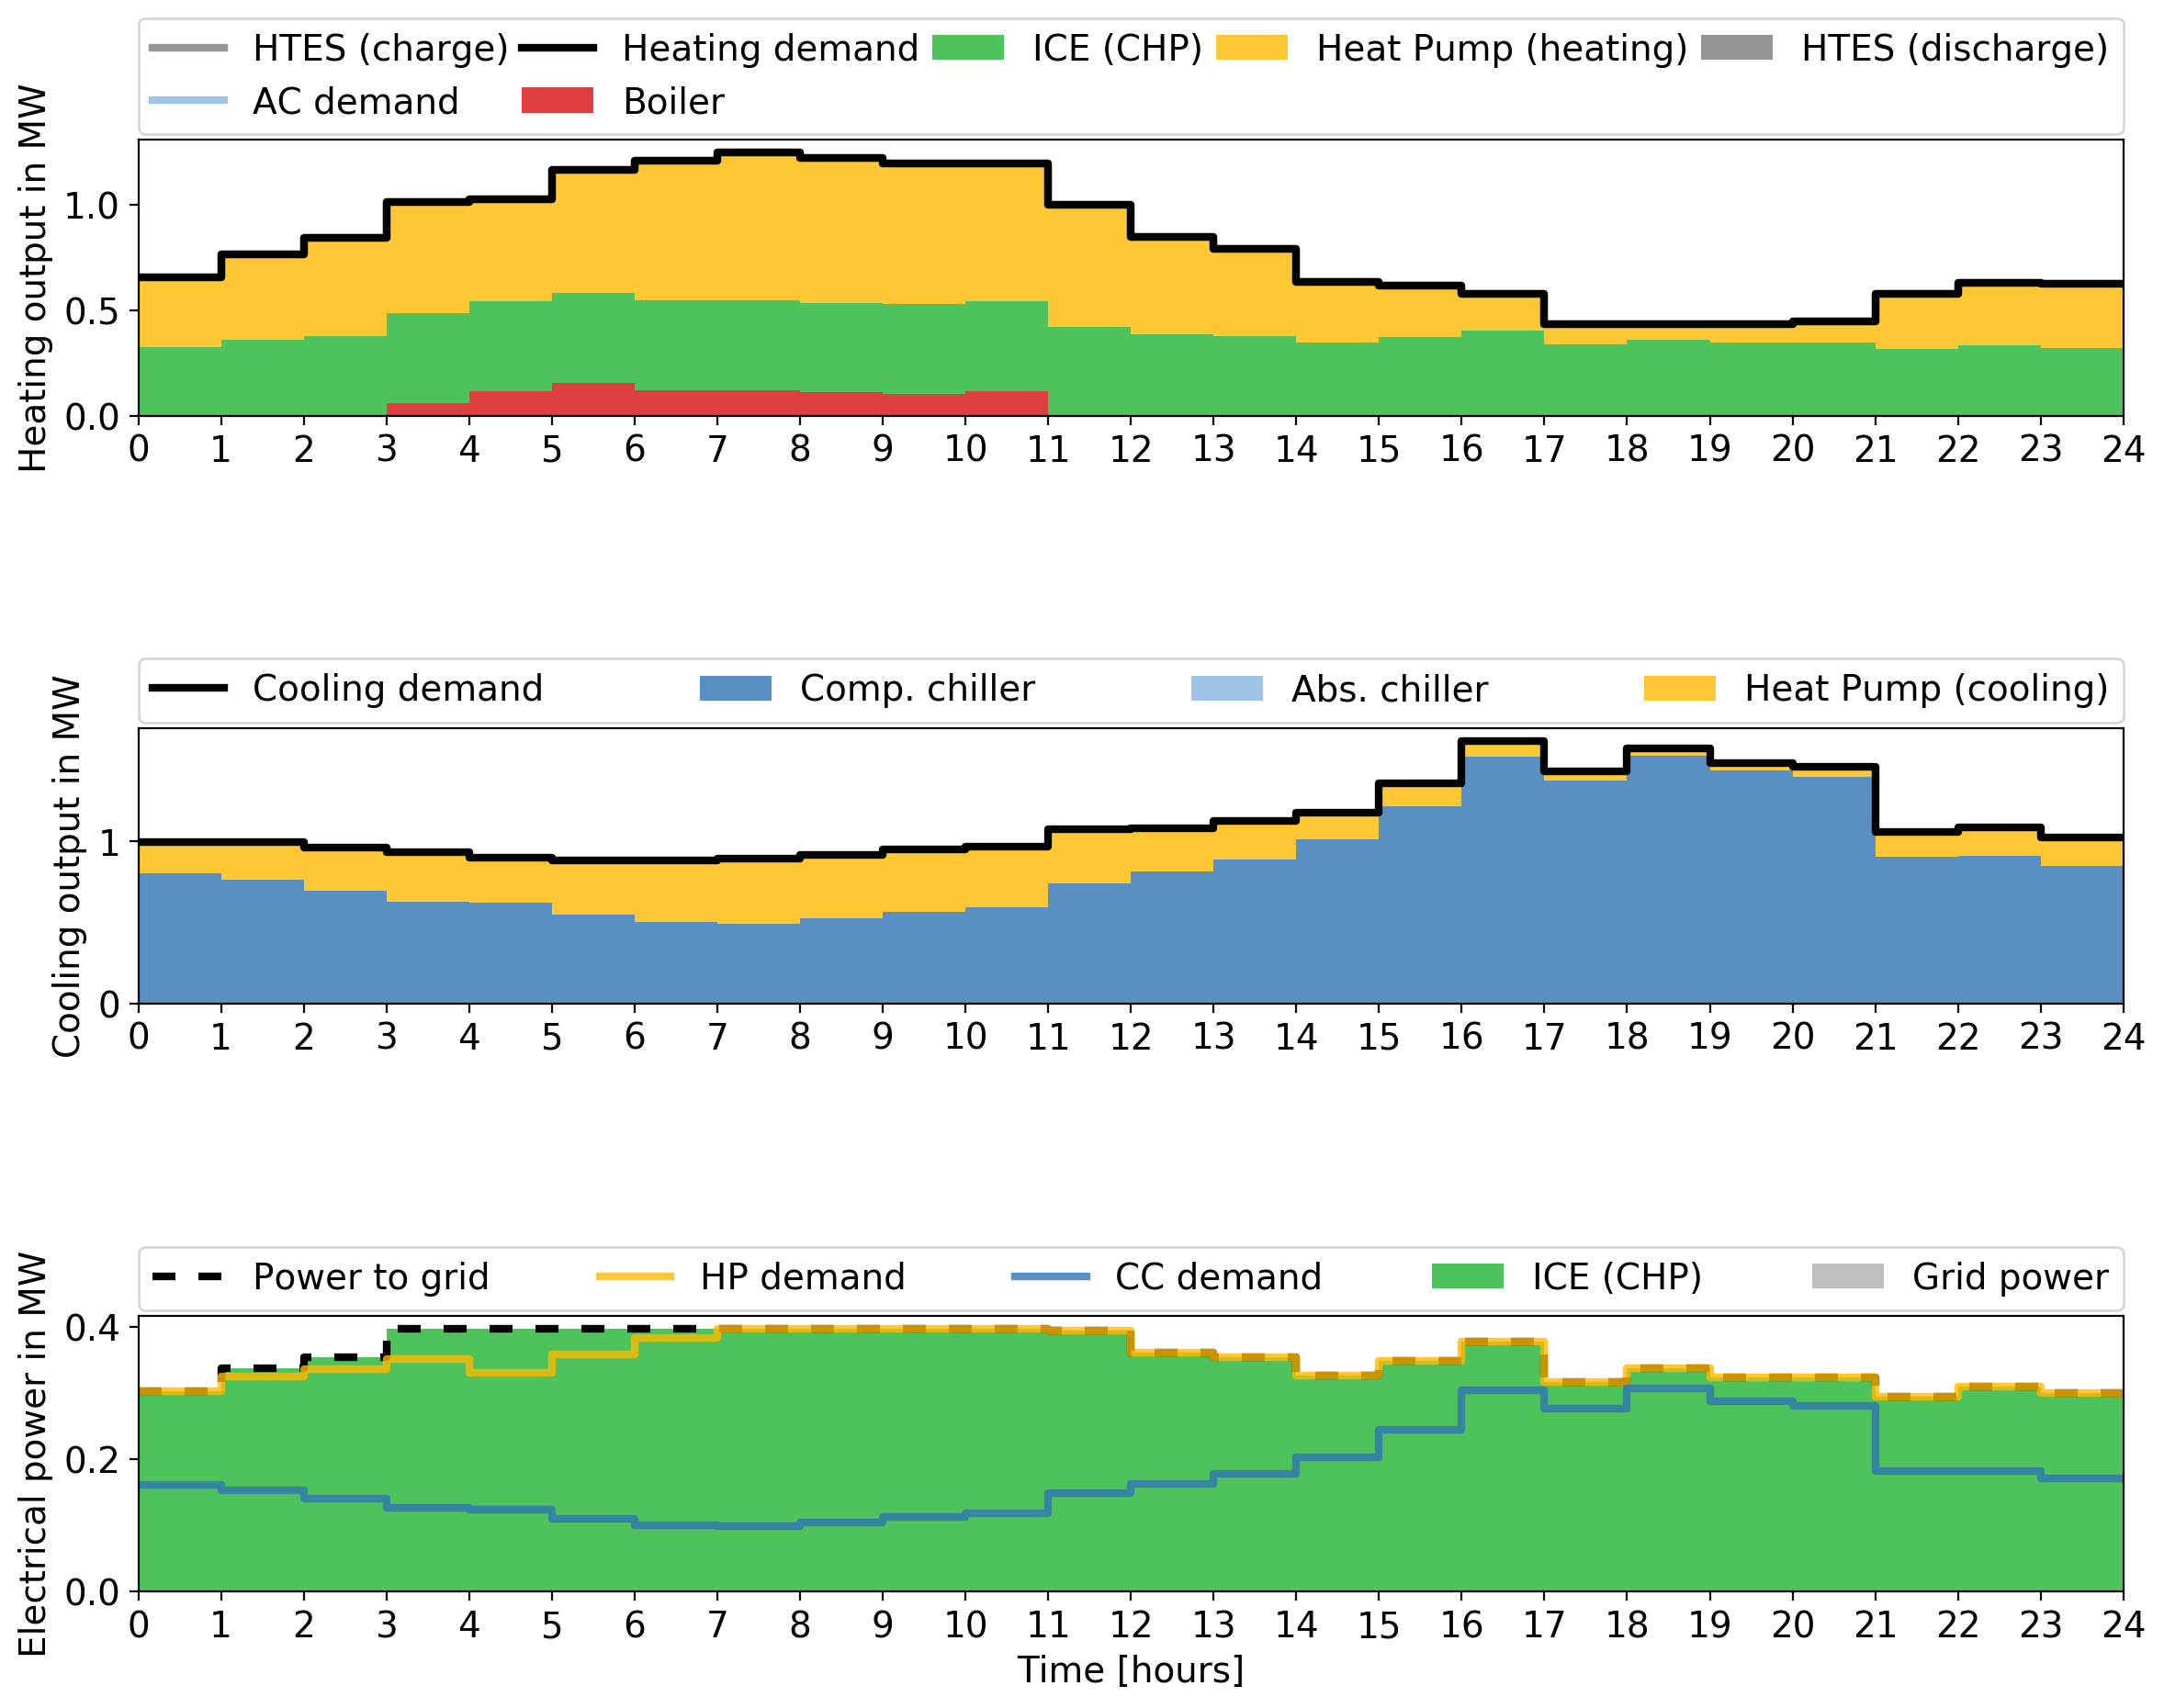 HTES (charge) Heating demand ICE (CHP) Heat Pump (heating) HTES (discharge)
AC demand Boiler
Heating output in MW
1.0
0.5
0.0
0 1 2 3 4 5 6 7 8 9 10 11 12 13 14 15 16 17 18 19 20 21 22 23 24
Cooling demand Comp. chiller Abs. chiller Heat Pump (cooling)
Cooling output in MW
1
0
0 1 2 3 4 5 6 7 8 9 10 11 12 13 14 15 16 17 18 19 20 21 22 23 24
Power to grid HP demand CC demand ICE (CHP) Grid power
Electrical power in MW
0.4
0.2
0.0
0 1 2 3 4 5 6 7 8 9 10 11 12 13 14 15 16 17 18 19 20 21 22 23 24
Time [hours]